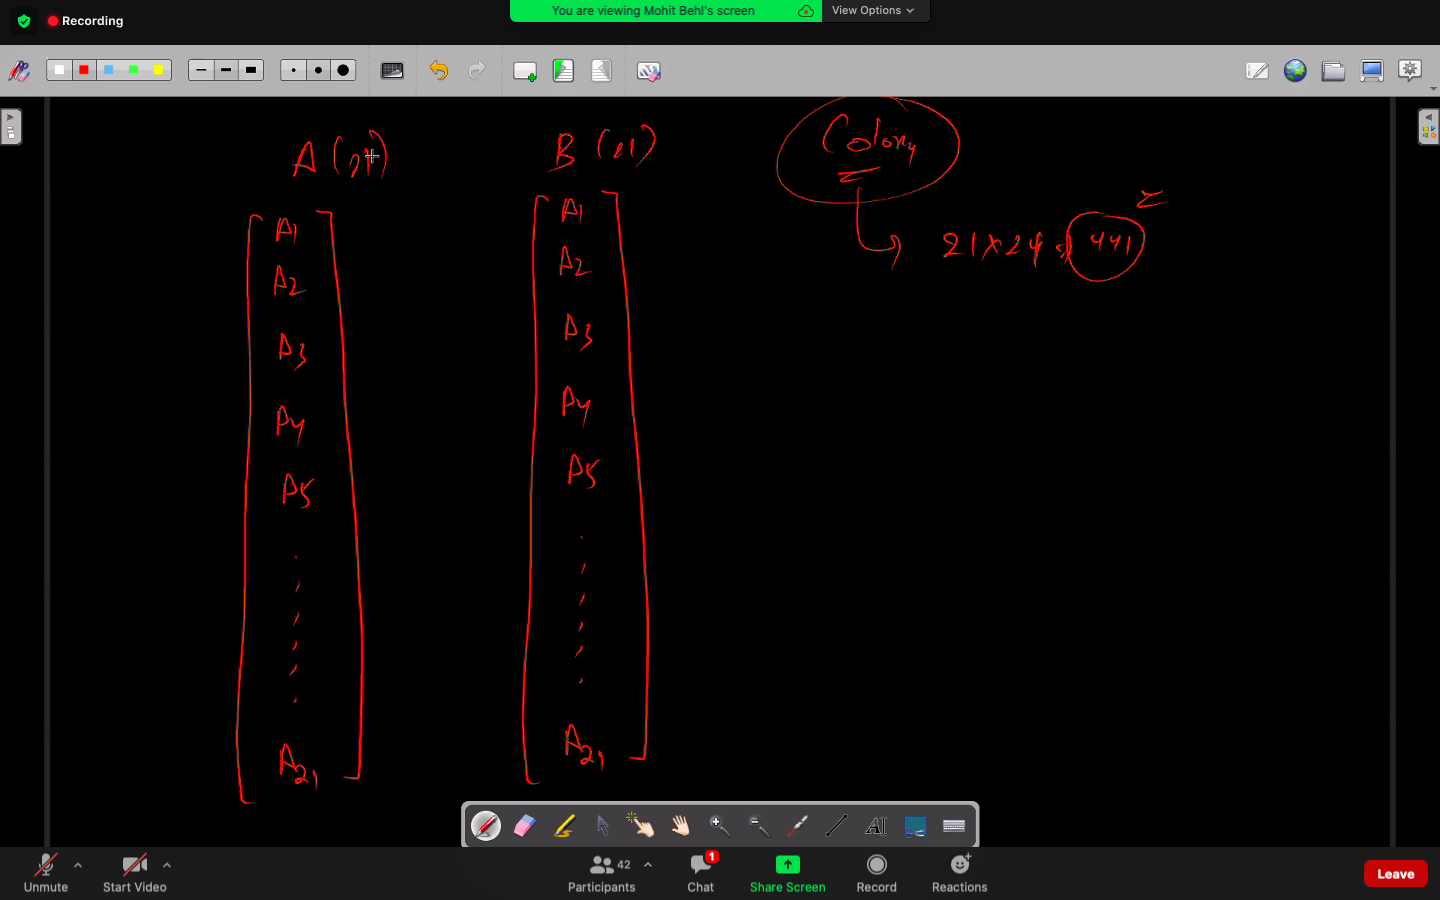 Recording
You are viewing Mohit Behl's screen
View Options
A (21)
B (21)
Colony
21 X 24 = 441
A1
A2
A3
A4
A5
A21
A1
A2
A3
A4
A5
A21
Unmute
Start Video
42
Participants
1
Chat
Share Screen
Record
Reactions
Leave